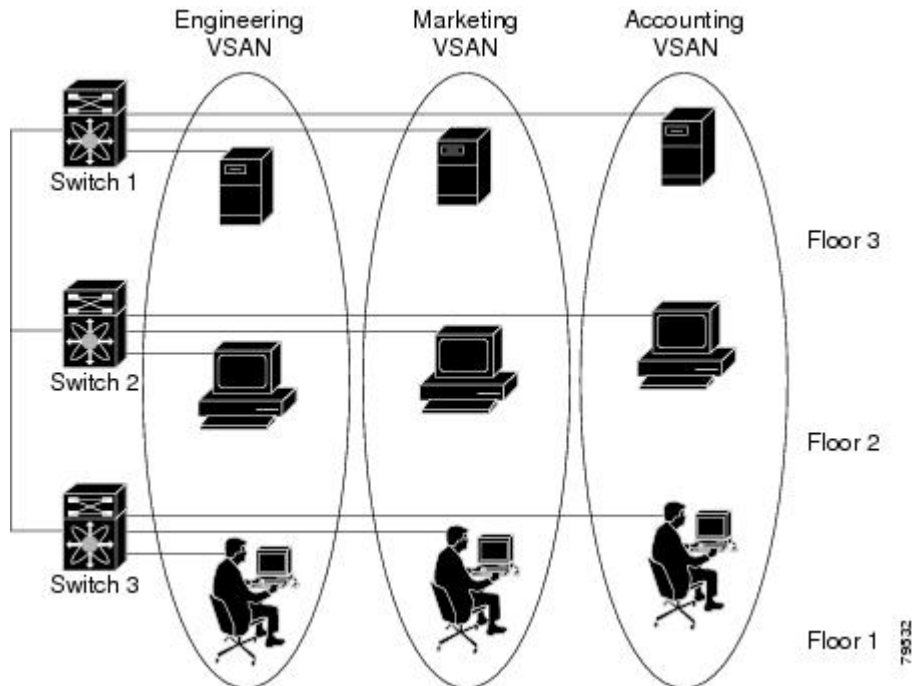 Engineering
VSAN
Marketing
VSAN
Accounting
VSAN
Switch 1
Floor 3
Switch 2
Floor 2
Switch 3
Floor 1
79532